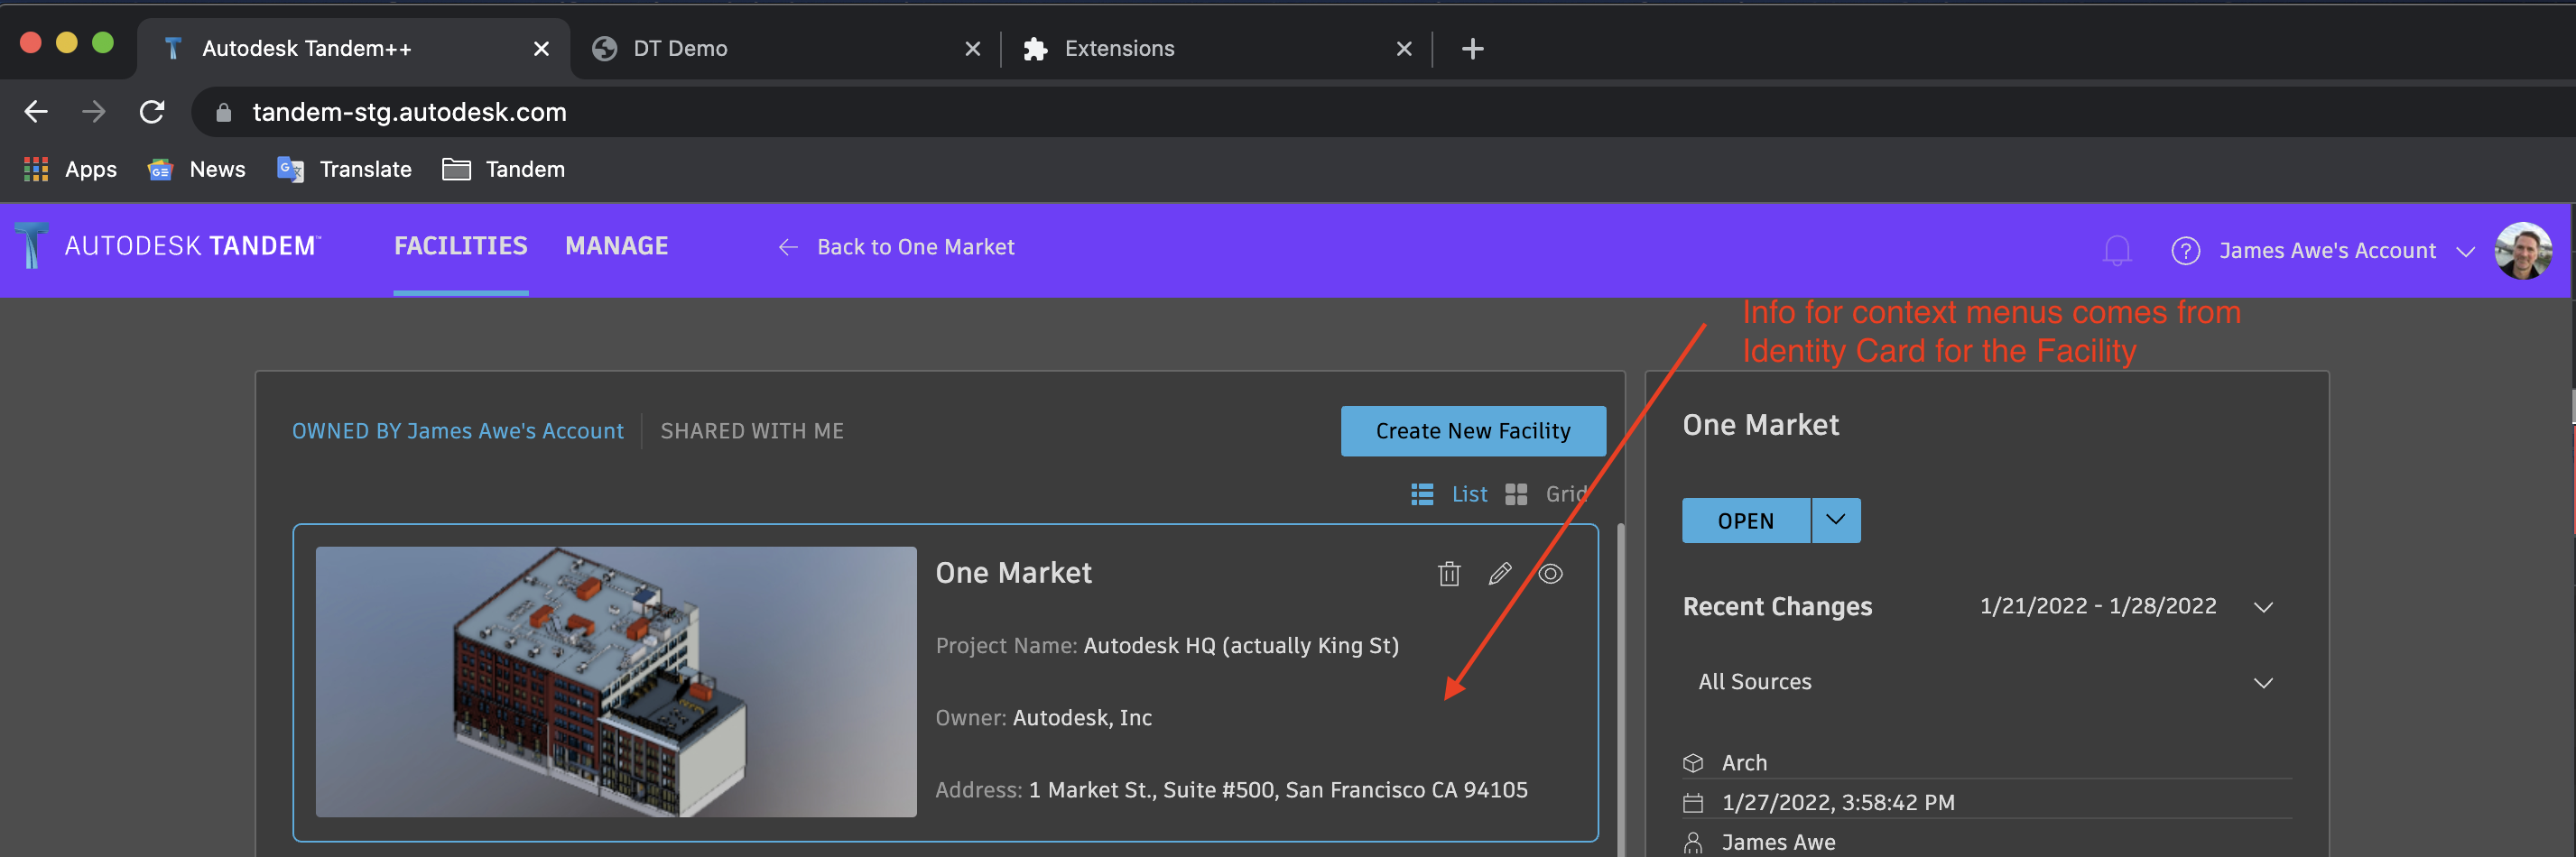 Autodesk Tandem++
DT Demo
Extensions
tandem-stg.autodesk.com
Apps
News
Translate
Tandem
AUTODESK TANDEM™
FACILITIES
MANAGE
← Back to One Market
?
James Awe's Account
Info for context menus comes from
Identity Card for the Facility
OWNED BY James Awe's Account
SHARED WITH ME
Create New Facility
List
Grid
One Market
Project Name: Autodesk HQ (actually King St)
Owner: Autodesk, Inc
Address: 1 Market St., Suite #500, San Francisco CA 94105
One Market
OPEN
Recent Changes
1/21/2022 - 1/28/2022
All Sources
Arch
1/27/2022, 3:58:42 PM
James Awe